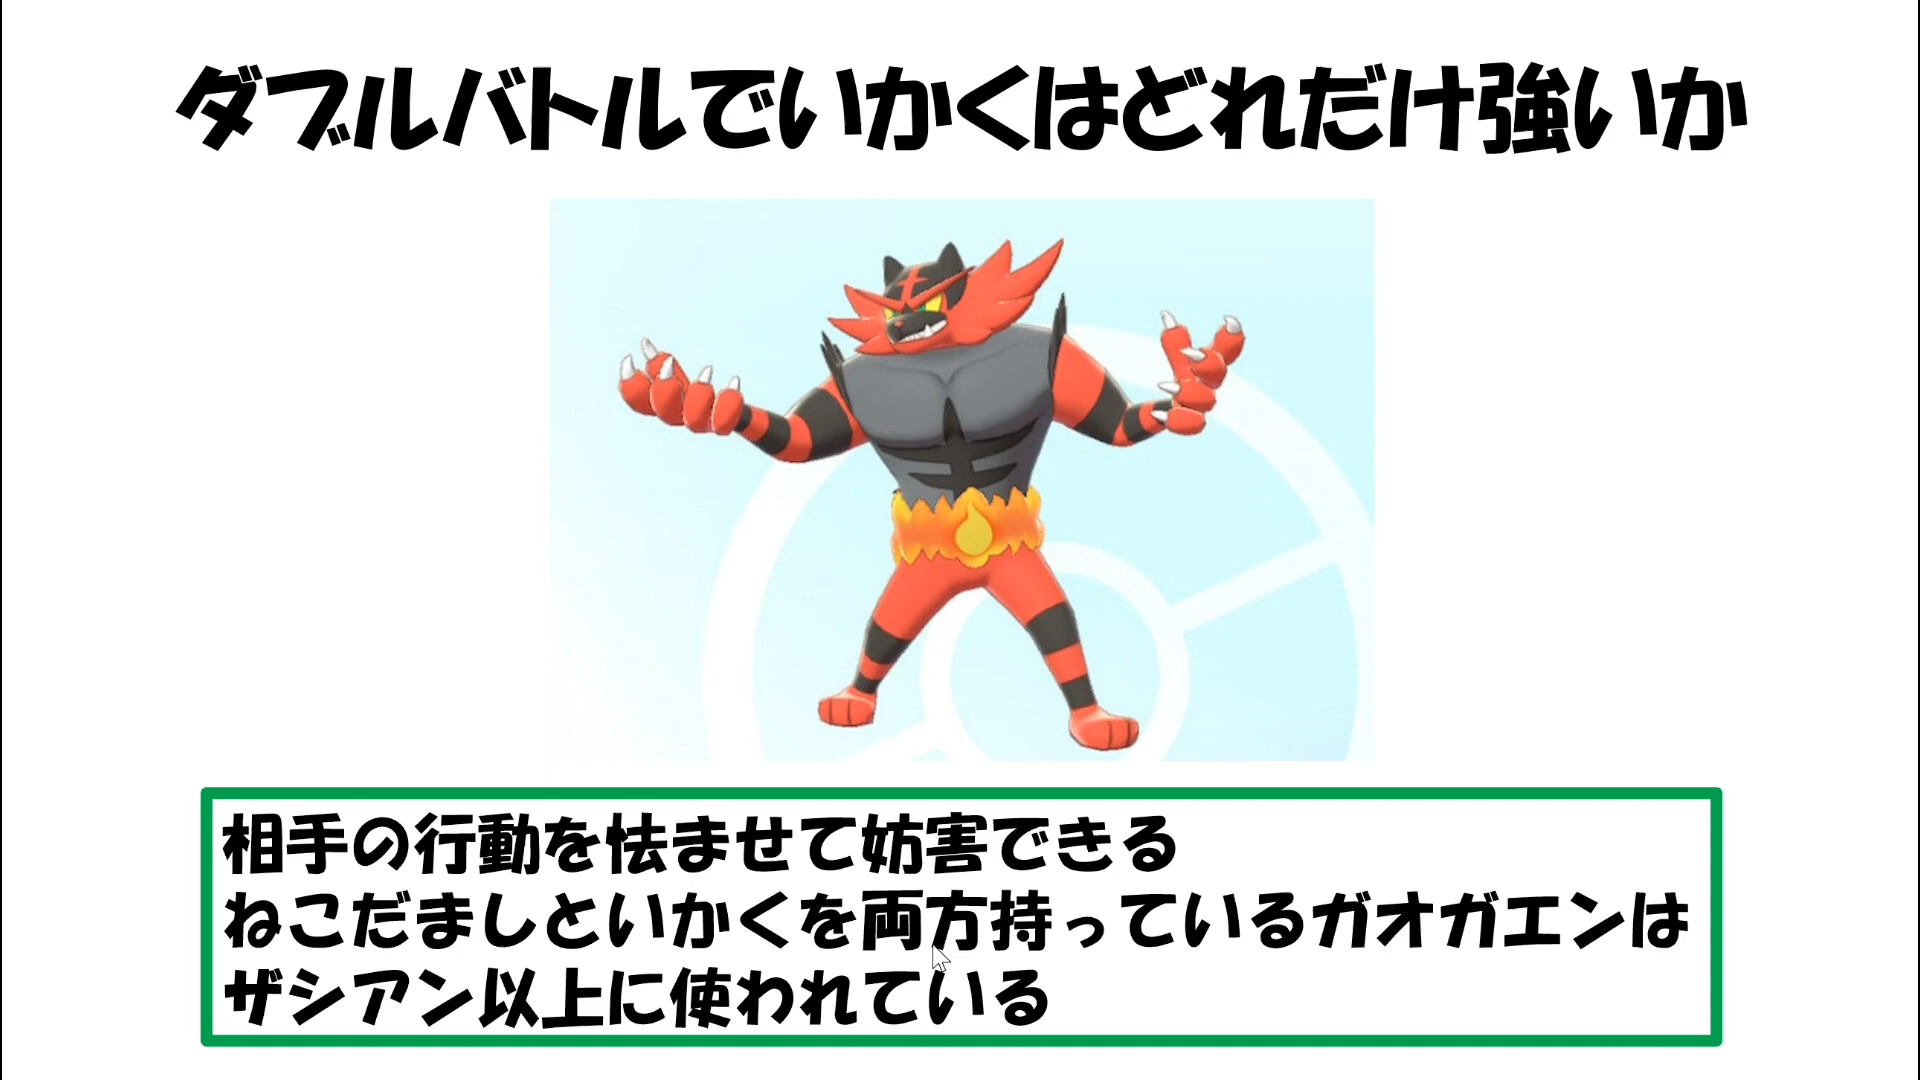 ダブルバトルでいかくはどれだけ強いか
相手の行動を怯ませて妨害できる
ねこだましといかくを両方持っているガオガエンは
ザシアン以上に使われている